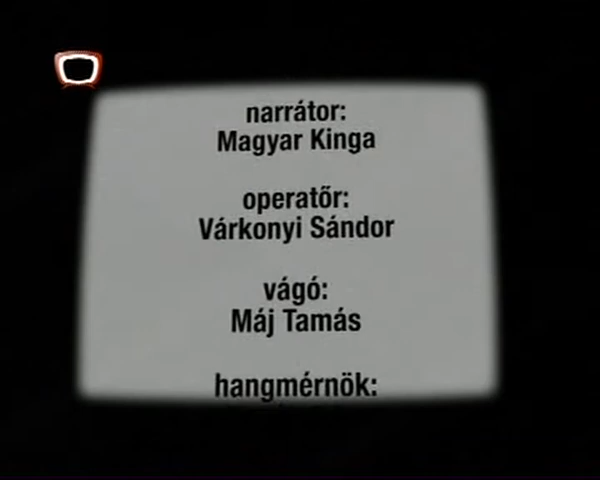 narrátor:
Magyar Kinga
operatőr:
Várkonyi Sándor
vágó:
Máj Tamás
hangmérnök: